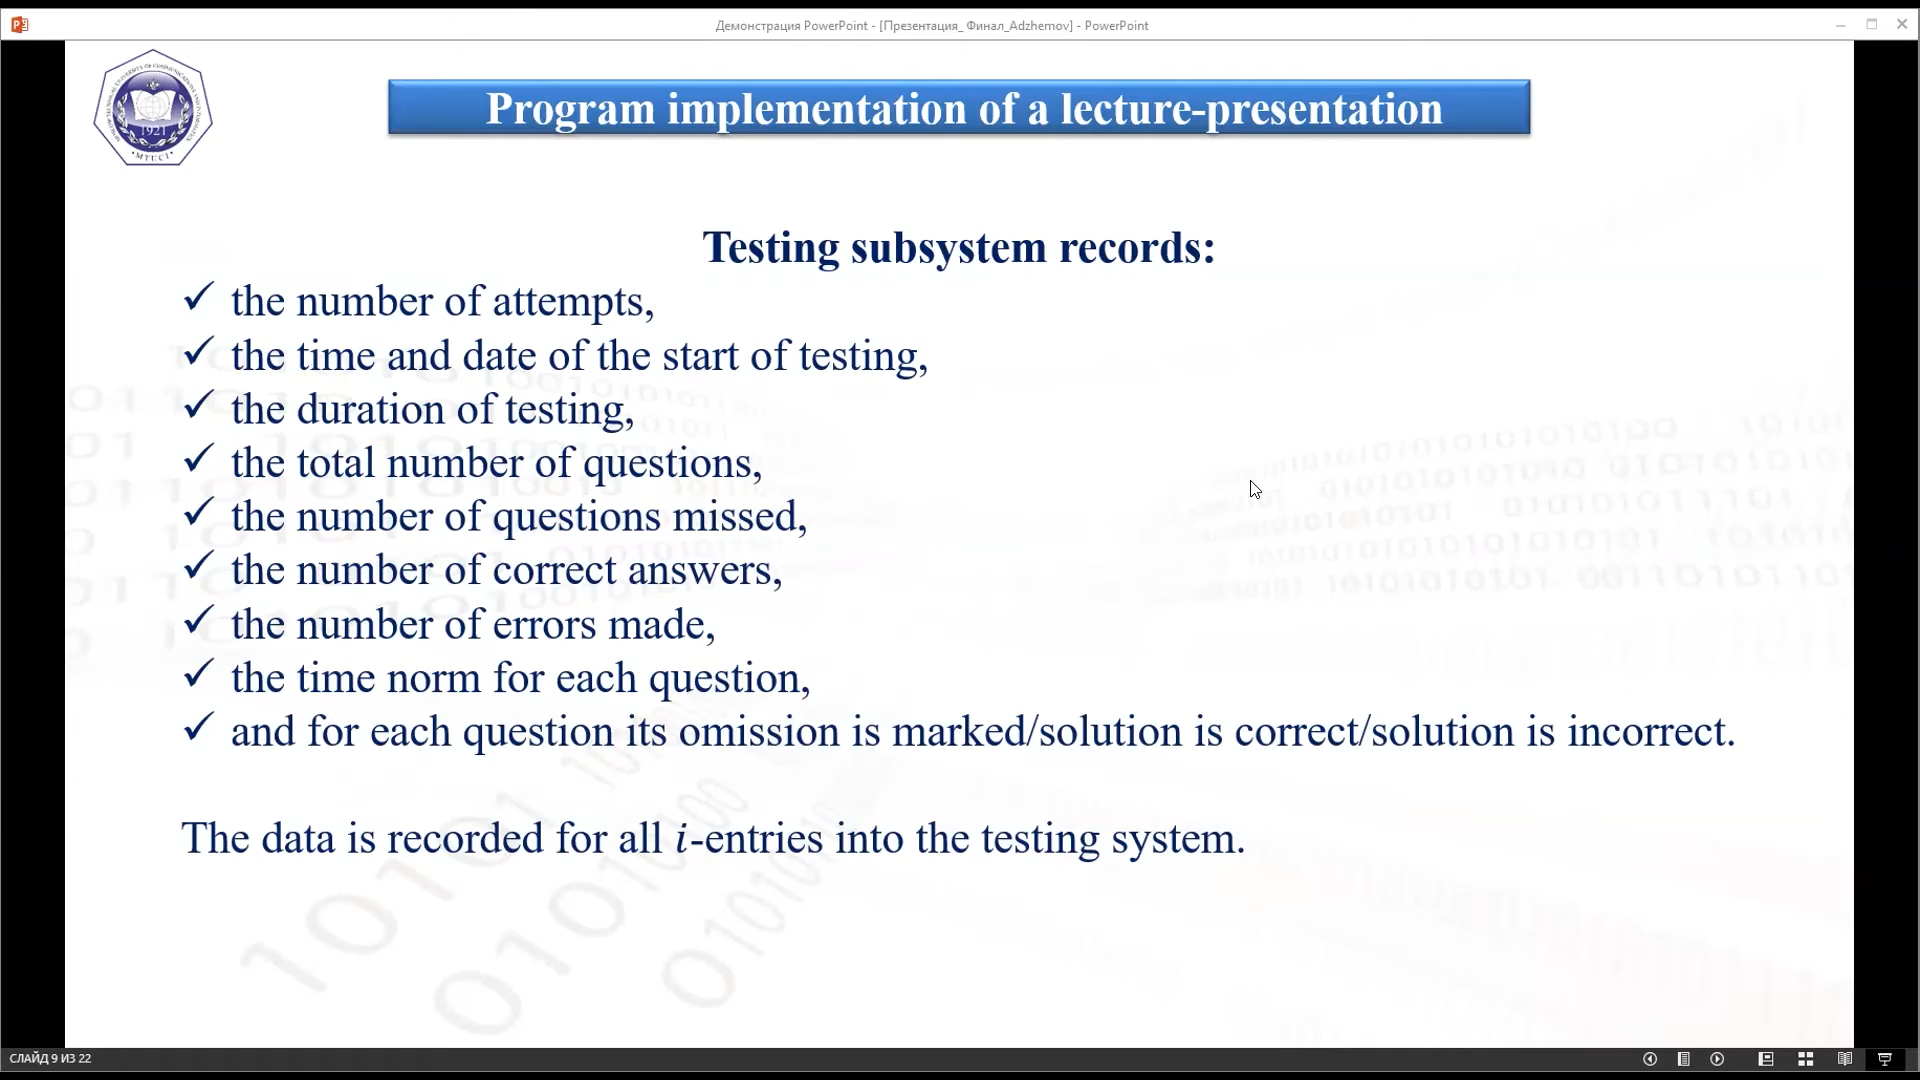 Демонстрация PowerPoint - [Презентация_ Финал_Adzhemov] - PowerPoint
Program implementation of a lecture-presentation
1921
MTUCI
Testing subsystem records:
✓ the number of attempts,
✓ the time and date of the start of testing,
✓ the duration of testing,
✓ the total number of questions,
✓ the number of questions missed,
✓ the number of correct answers,
✓ the number of errors made,
✓ the time norm for each question,
✓ and for each question its omission is marked/solution is correct/solution is incorrect.
The data is recorded for all i-entries into the testing system.
СЛАЙД 9 ИЗ 22